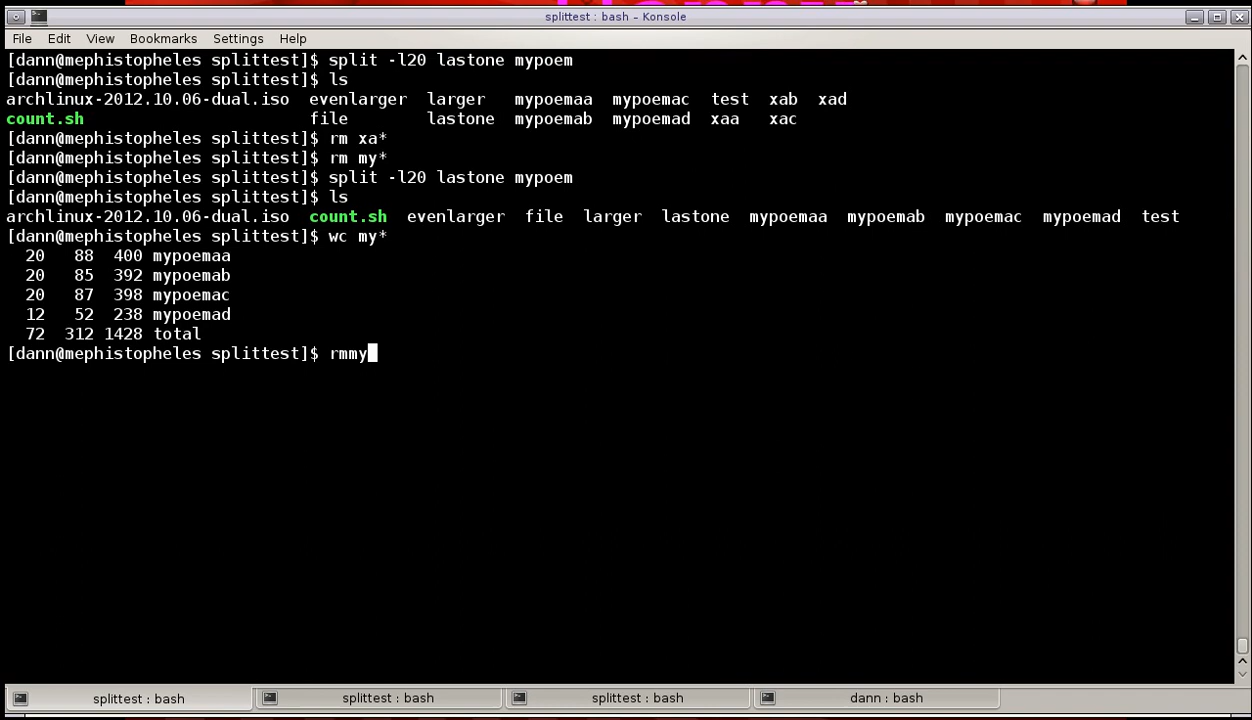 splittest : bash – Konsole
File Edit View Bookmarks Settings Help
[dann@mephistopheles splittest]$ split -l20 lastone mypoem
[dann@mephistopheles splittest]$ ls
archlinux-2012.10.06-dual.iso evenlarger larger mypoemaa mypoemac test xab xad
count.sh file lastone mypoemab mypoemad xaa xac
[dann@mephistopheles splittest]$ rm xa*
[dann@mephistopheles splittest]$ rm my*
[dann@mephistopheles splittest]$ split -l20 lastone mypoem
[dann@mephistopheles splittest]$ ls
archlinux-2012.10.06-dual.iso count.sh evenlarger file larger lastone mypoemaa mypoemab mypoemac mypoemad test
[dann@mephistopheles splittest]$ wc my*
20 88 400 mypoemaa
20 85 392 mypoemab
20 87 398 mypoemac
12 52 238 mypoemad
72 312 1428 total
[dann@mephistopheles splittest]$ rmmy
splittest : bash splittest : bash splittest : bash dann : bash